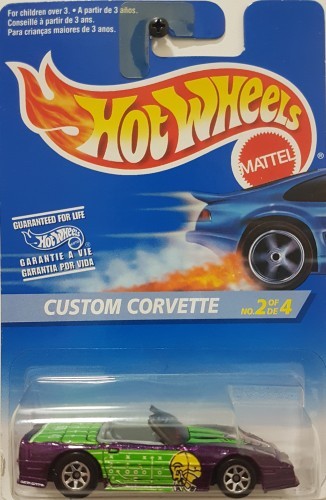 For children over 3. • A partir de 3 años.
Conseillé à partir de 3 ans.
Para crianças maiores de 3 anos.
HOT WHEELS
MATTEL
GUARANTEED FOR LIFE
HOT WHEELS
GARANTIE A VIE
GARANTIA POR VIDA
CUSTOM CORVETTE
NO. 2 OF DE 4